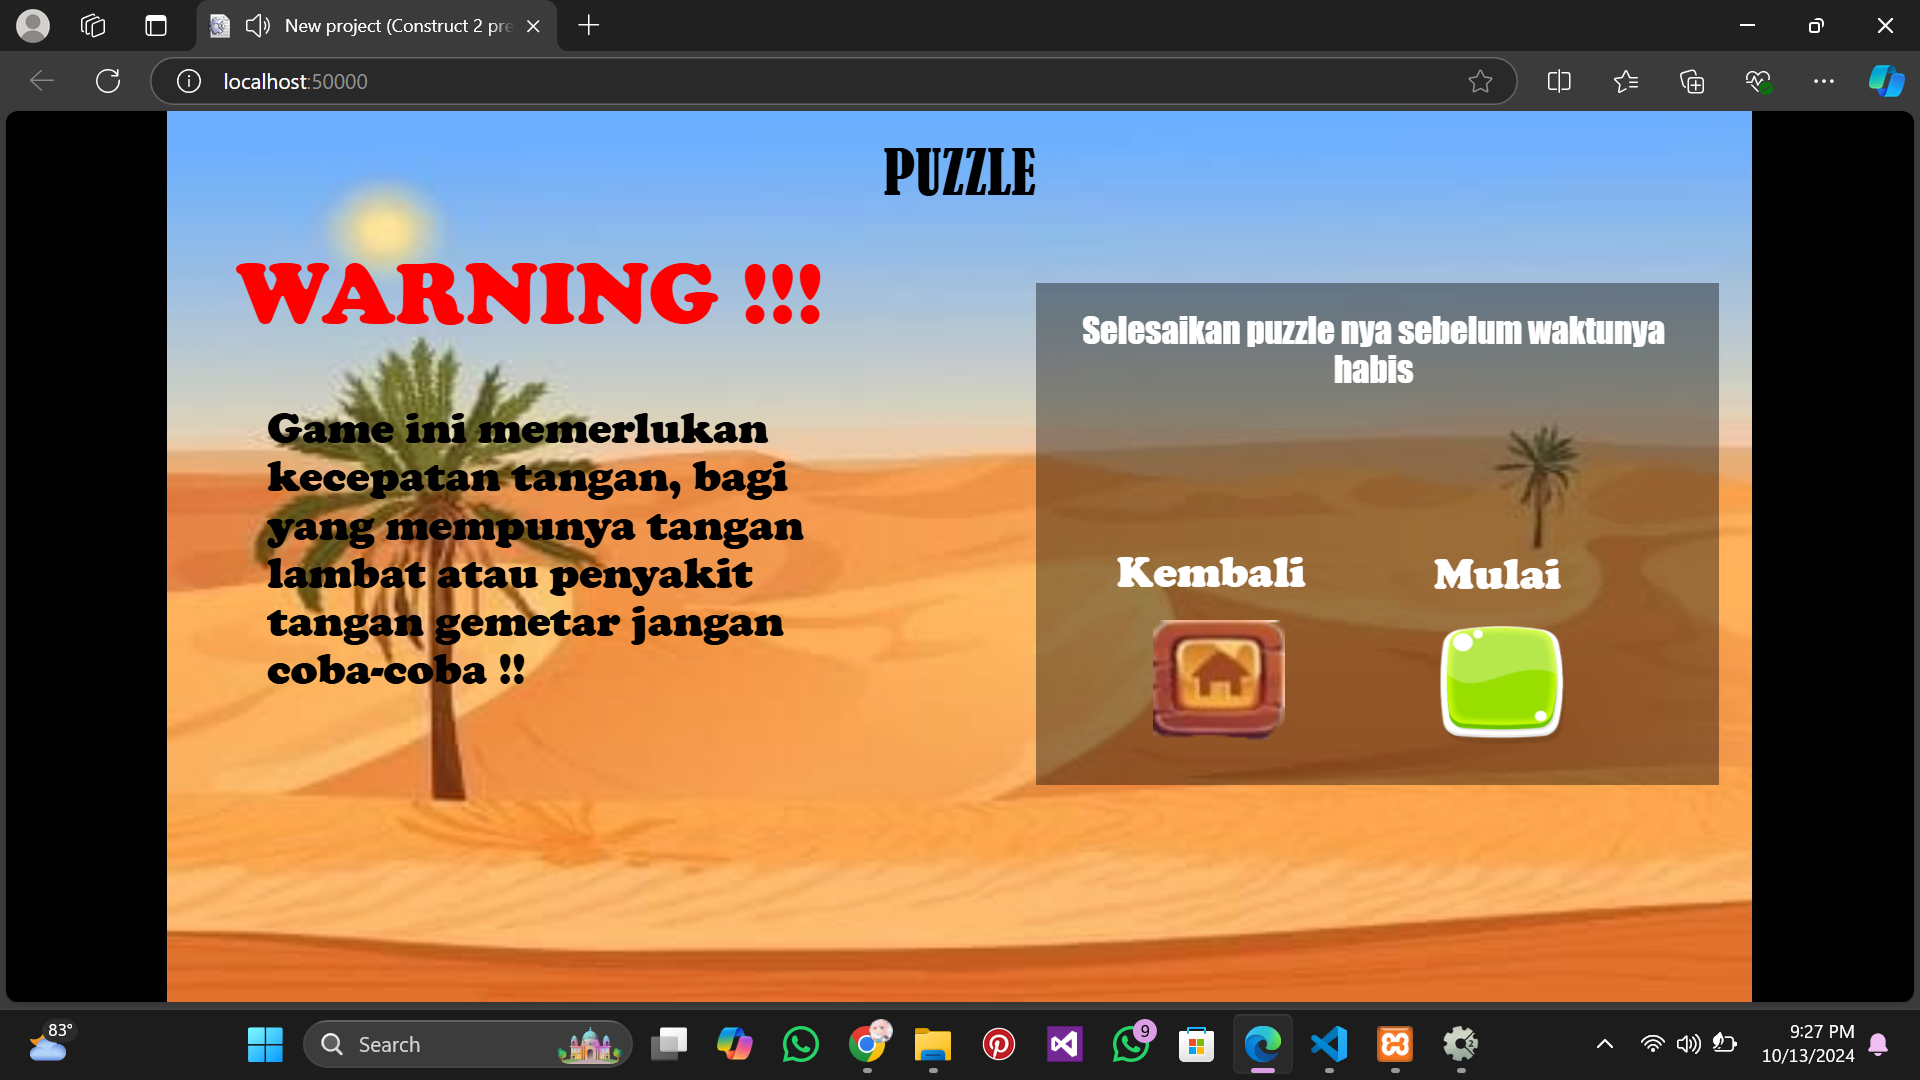 New project (Construct 2 pre
localhost:50000
PUZZLE
WARNING !!!
Game ini memerlukan
kecepatan tangan, bagi
yang mempunya tangan
lambat atau penyakit
tangan gemetar jangan
coba-coba !!
Selesaikan puzzle nya sebelum waktunya
habis
Kembali
Mulai
83°
Search
9
2
9:27 PM
10/13/2024